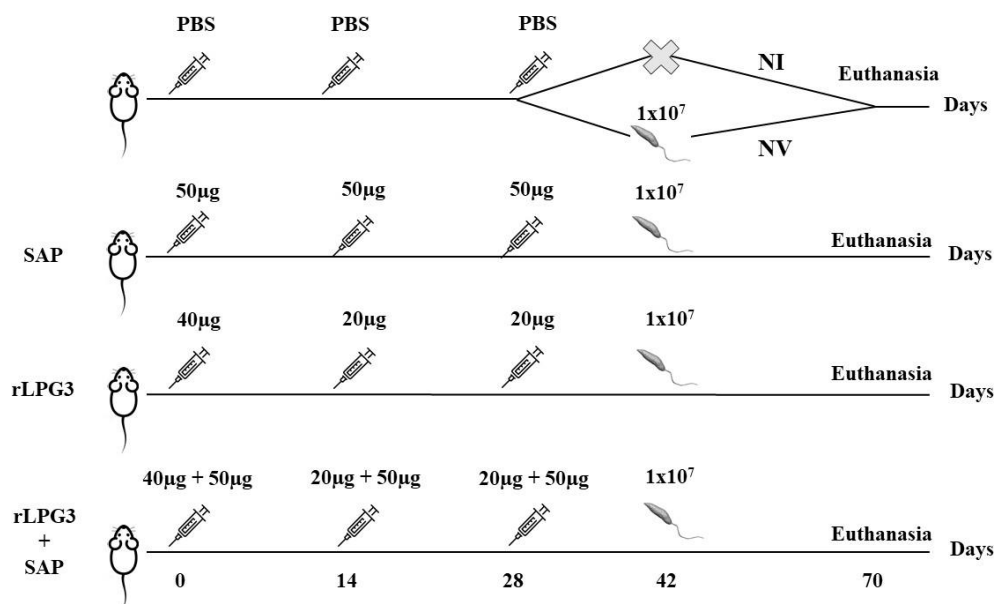 PBS PBS PBS
NI
Euthanasia
Days
1x10⁷
NV
50µg 50µg 50µg 1x10⁷
SAP
Euthanasia
Days
40µg 20µg 20µg 1x10⁷
rLPG3
Euthanasia
Days
40µg + 50µg 20µg + 50µg 20µg + 50µg 1x10⁷
rLPG3
+
SAP
Euthanasia
Days
0 14 28 42 70